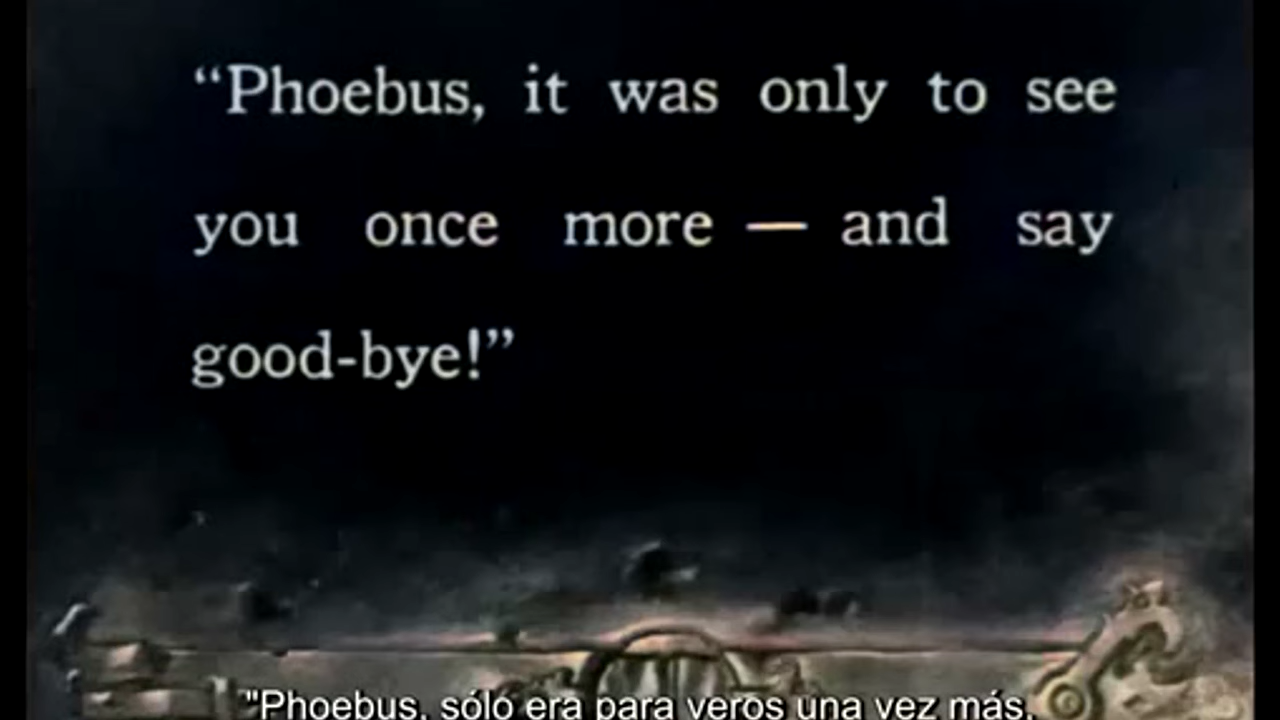 “Phoebus, it was only to see
you once more — and say
good-bye!”
"Phoebus, sólo era para veros una vez más,